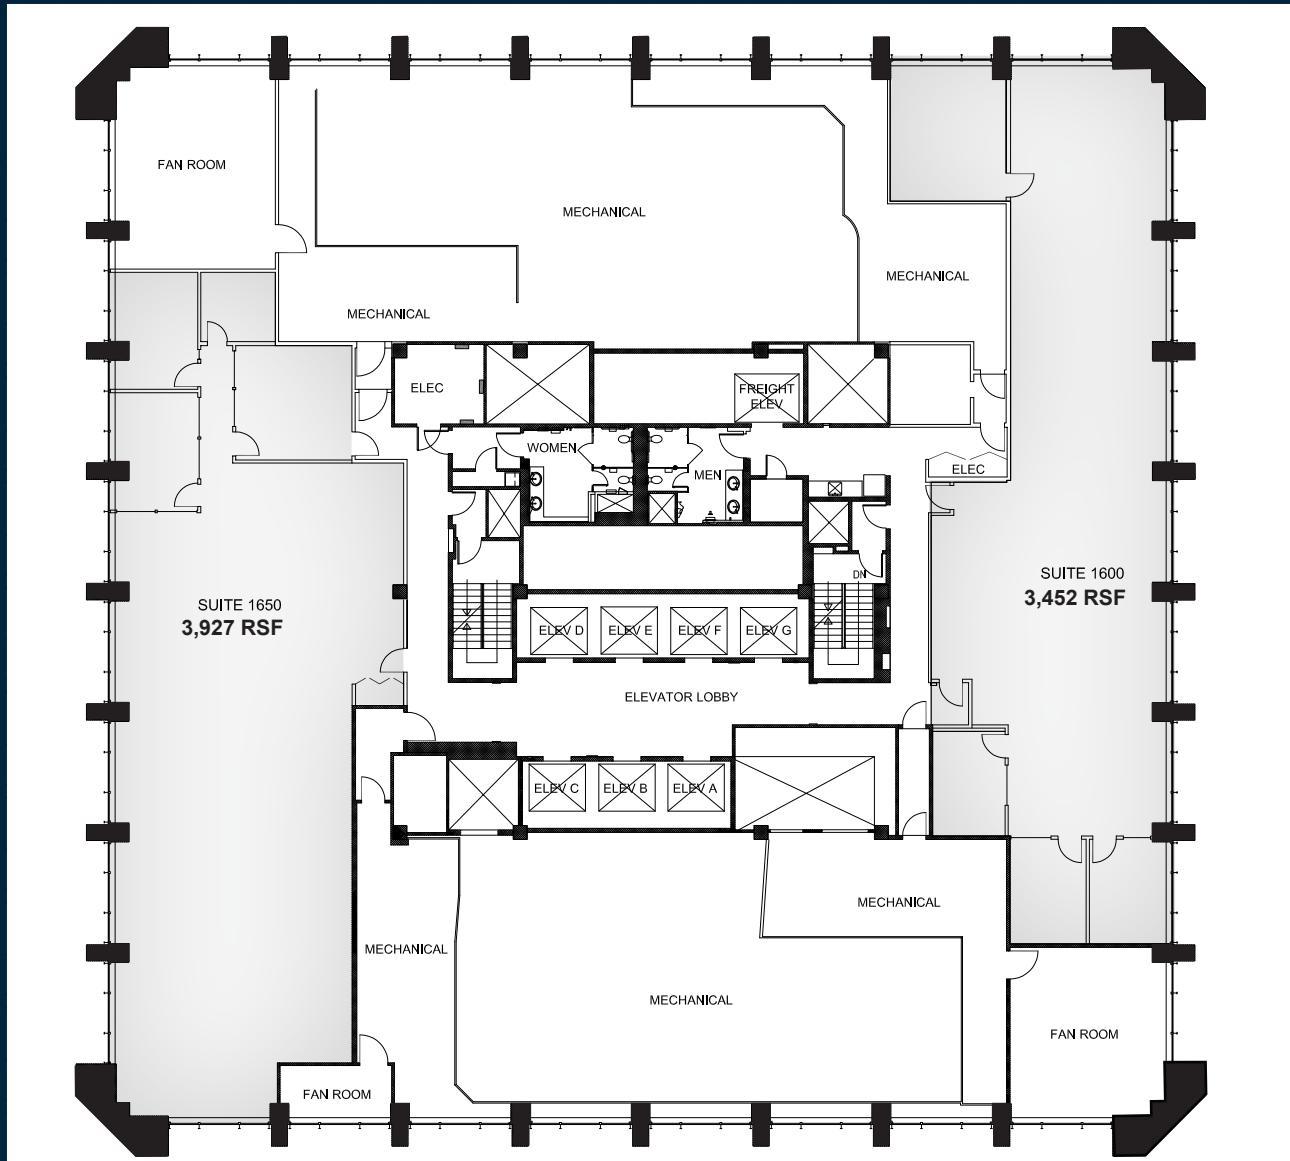 FAN ROOM
MECHANICAL
MECHANICAL
MECHANICAL
ELEC
FREIGHT
ELEV
WOMEN
MEN
ELEC
DN
SUITE 1650
3,927 RSF
SUITE 1600
3,452 RSF
ELEV D
ELEV E
ELEV F
ELEV G
ELEVATOR LOBBY
ELEV C
ELEV B
ELEV A
MECHANICAL
MECHANICAL
MECHANICAL
FAN ROOM
FAN ROOM